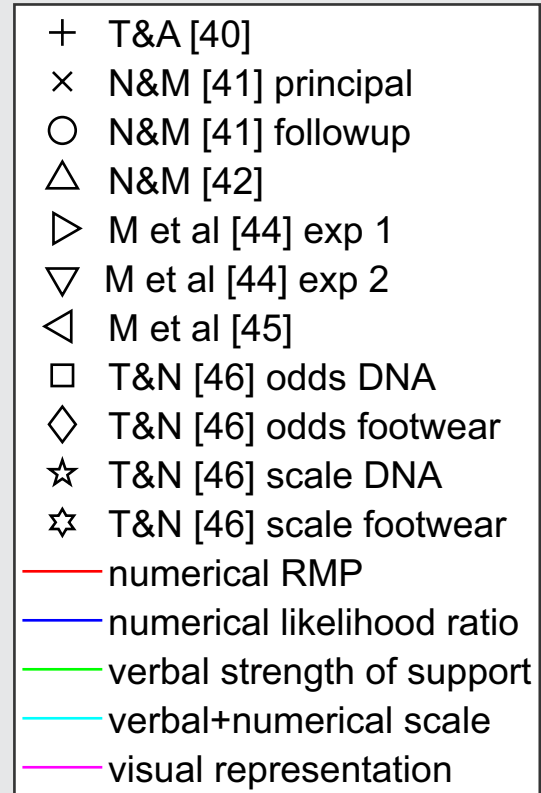 T&A [40]
N&M [41] principal
N&M [41] followup
N&M [42]
M et al [44] exp 1
M et al [44] exp 2
M et al [45]
T&N [46] odds DNA
T&N [46] odds footwear
T&N [46] scale DNA
T&N [46] scale footwear
numerical RMP
numerical likelihood ratio
verbal strength of support
verbal+numerical scale
visual representation